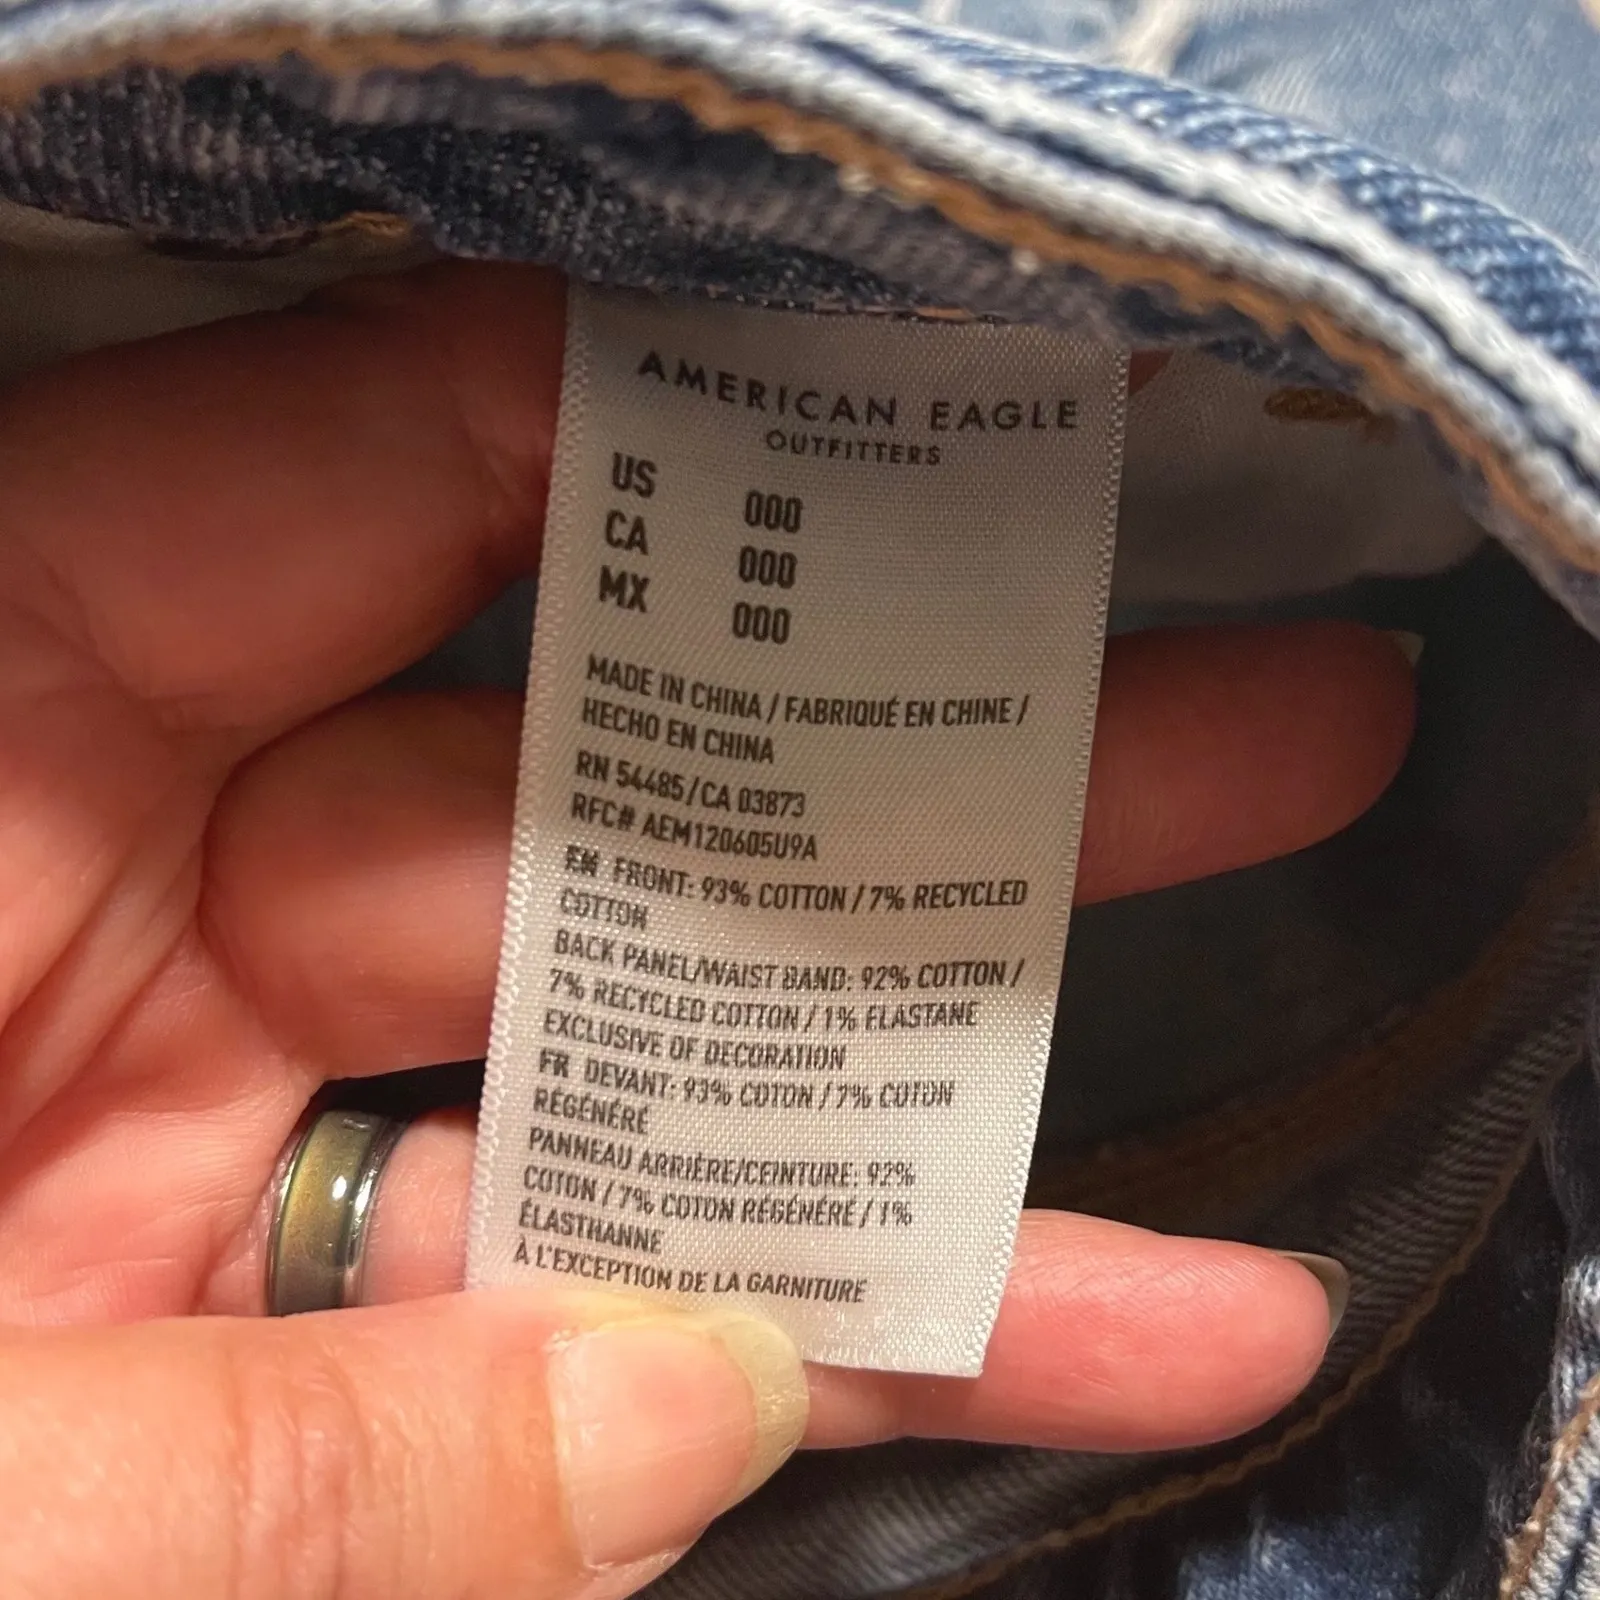 AMERICAN EAGLE
OUTFITTERS
US 000
CA 000
MX 000
MADE IN CHINA / FABRIQUÉ EN CHINE /
HECHO EN CHINA
RN 54485 / CA 03873
RFC# AEM120605U9A
EN FRONT: 93% COTTON / 7% RECYCLED
COTTON
BACK PANEL/WAIST BAND: 92% COTTON /
7% RECYCLED COTTON / 1% ELASTANE
EXCLUSIVE OF DECORATION
FR DEVANT: 93% COTON / 7% COTON
RÉGÉNÉRÉ
PANNEAU ARRIÈRE/CEINTURE: 92%
COTON / 7% COTON RÉGÉNÉRÉ / 1%
ÉLASTHANNE
À L'EXCEPTION DE LA GARNITURE